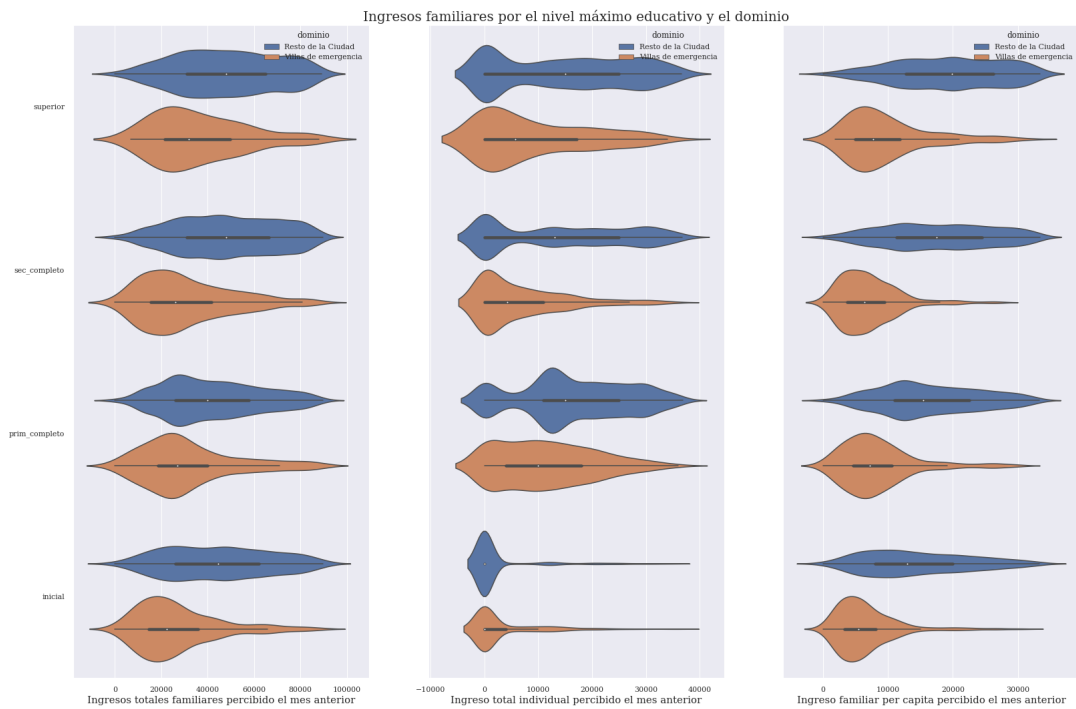 Ingresos familiares por el nivel máximo educativo y el dominio
dominio
Resto de la Ciudad
Villas de emergencia
dominio
Resto de la Ciudad
Villas de emergencia
dominio
Resto de la Ciudad
Villas de emergencia
superior
sec_completo
prim_completo
inicial
0 20000 40000 60000 80000 100000
Ingresos totales familiares percibido el mes anterior
−10000 0 10000 20000 30000 40000
Ingreso total individual percibido el mes anterior
0 10000 20000 30000
Ingreso familiar per capita percibido el mes anterior